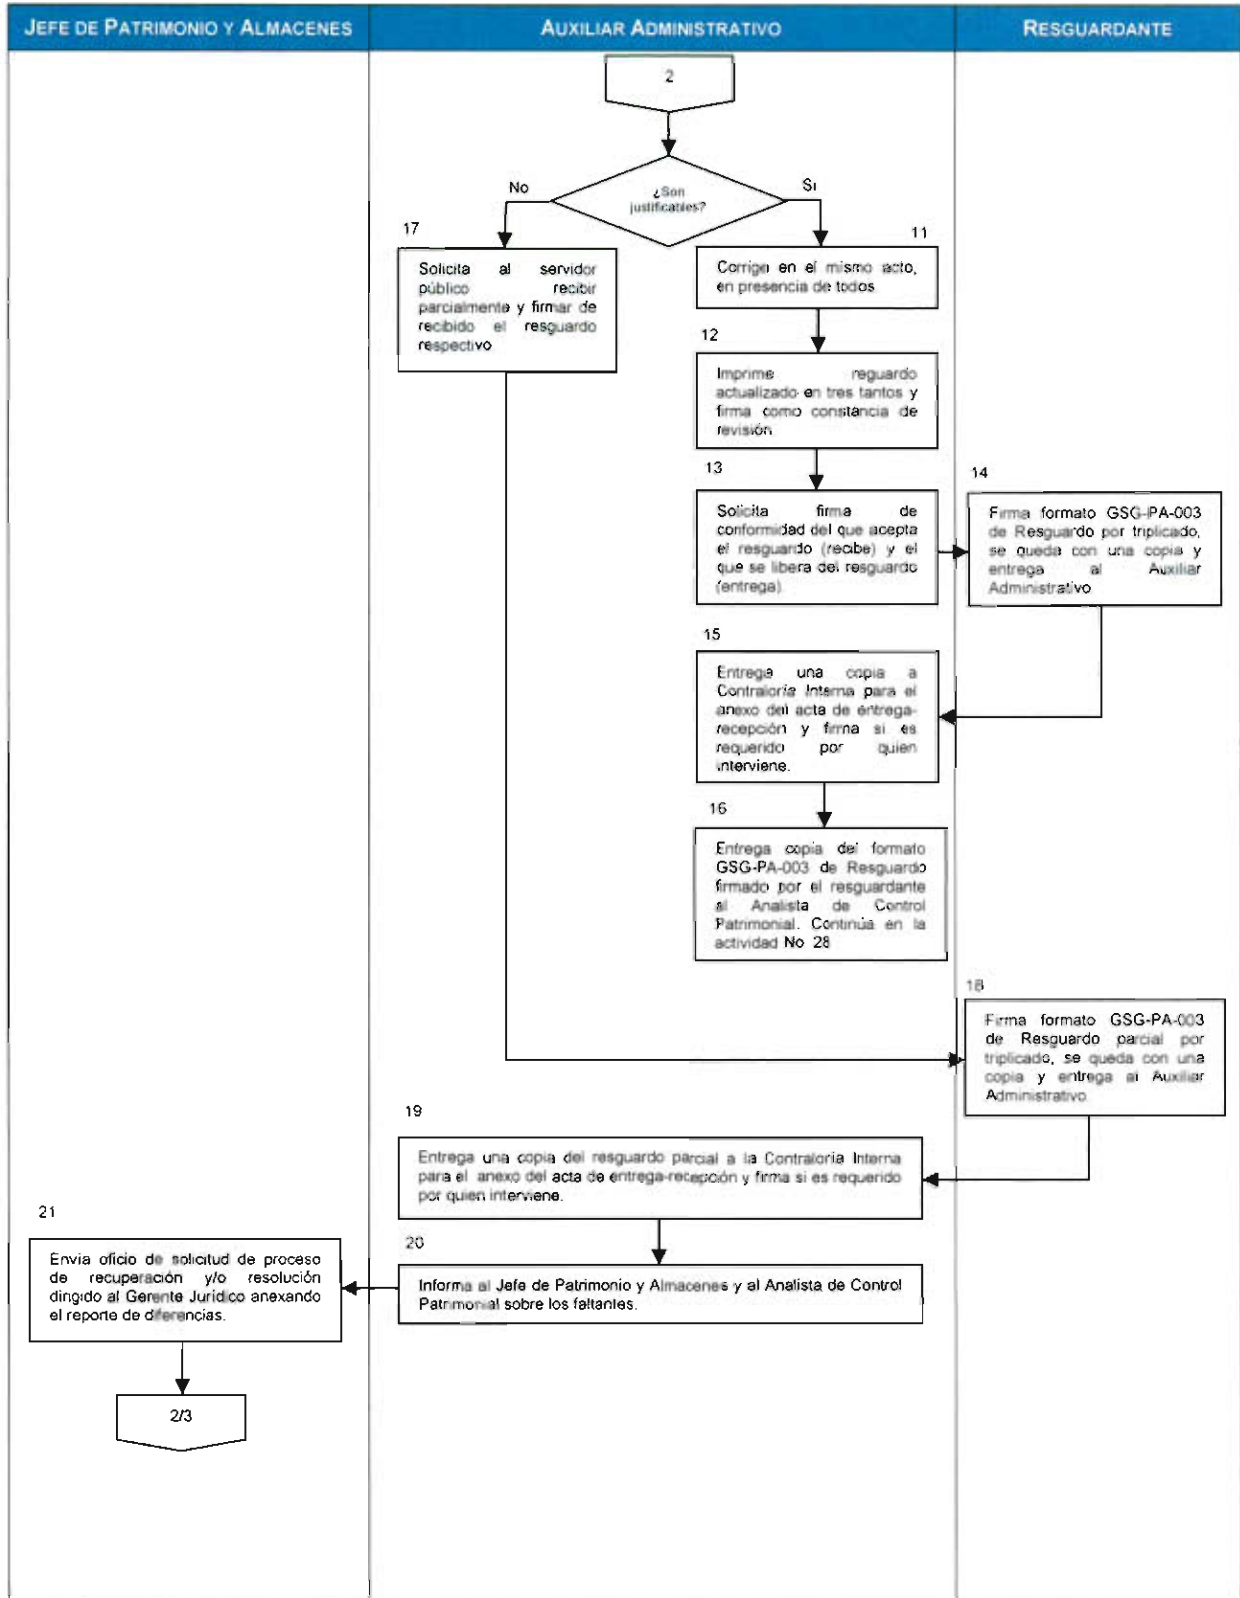 JEFE DE PATRIMONIO Y ALMACENES
AUXILIAR ADMINISTRATIVO
RESGUARDANTE
2
¿Son
justificables?
No
Si
17
Solicita al servidor
público recibir
parcialmente y firmar de
recibido el resguardo
respectivo
11
Corrige en el mismo acto,
en presencia de todos
12
Imprime reguardo
actualizado en tres tantos y
firma como constancia de
revisión
13
Solicita firma de
conformidad del que acepta
el resguardo (recibe) y el
que se libera del resguardo
(entrega)
14
Firma formato GSG-PA-003
de Resguardo por triplicado,
se queda con una copia y
entrega al Auxiliar
Administrativo
15
Entrega una copia a
Contraloría Interna para el
anexo del acta de entrega-
recepción y firma si es
requerido por quien
interviene.
16
Entrega copia del formato
GSG-PA-003 de Resguardo
firmado por el resguardante
al Analista de Control
Patrimonial. Continúa en la
actividad No 28
18
Firma formato GSG-PA-003
de Resguardo parcial por
triplicado, se queda con una
copia y entrega al Auxiliar
Administrativo
19
Entrega una copia del resguardo parcial a la Contraloría Interna
para el anexo del acta de entrega-recepción y firma si es requerido
por quien interviene.
20
Informa al Jefe de Patrimonio y Almacenes y al Analista de Control
Patrimonial sobre los faltantes.
21
Envia oficio de solicitud de proceso
de recuperación y/o resolución
dirigido al Gerente Jurídico anexando
el reporte de diferencias.
2/3